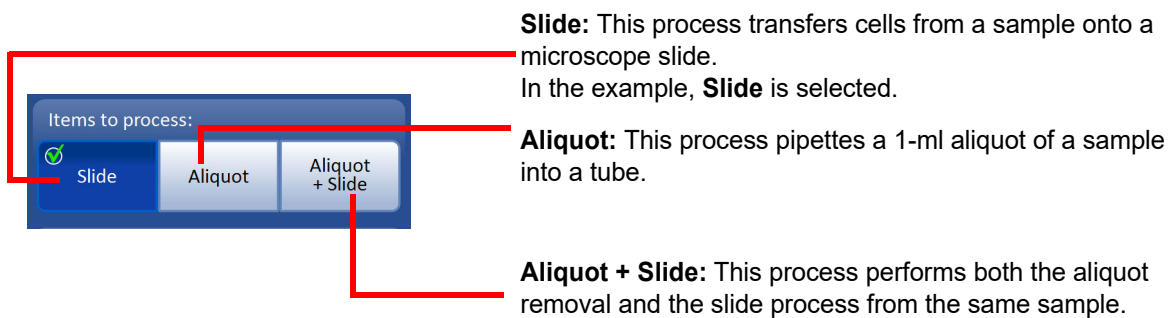 Slide: This process transfers cells from a sample onto a
microscope slide.
In the example, Slide is selected.
Items to process:
Slide
Aliquot
Aliquot
+ Slide
Aliquot: This process pipettes a 1-ml aliquot of a sample
into a tube.
Aliquot + Slide: This process performs both the aliquot
removal and the slide process from the same sample.